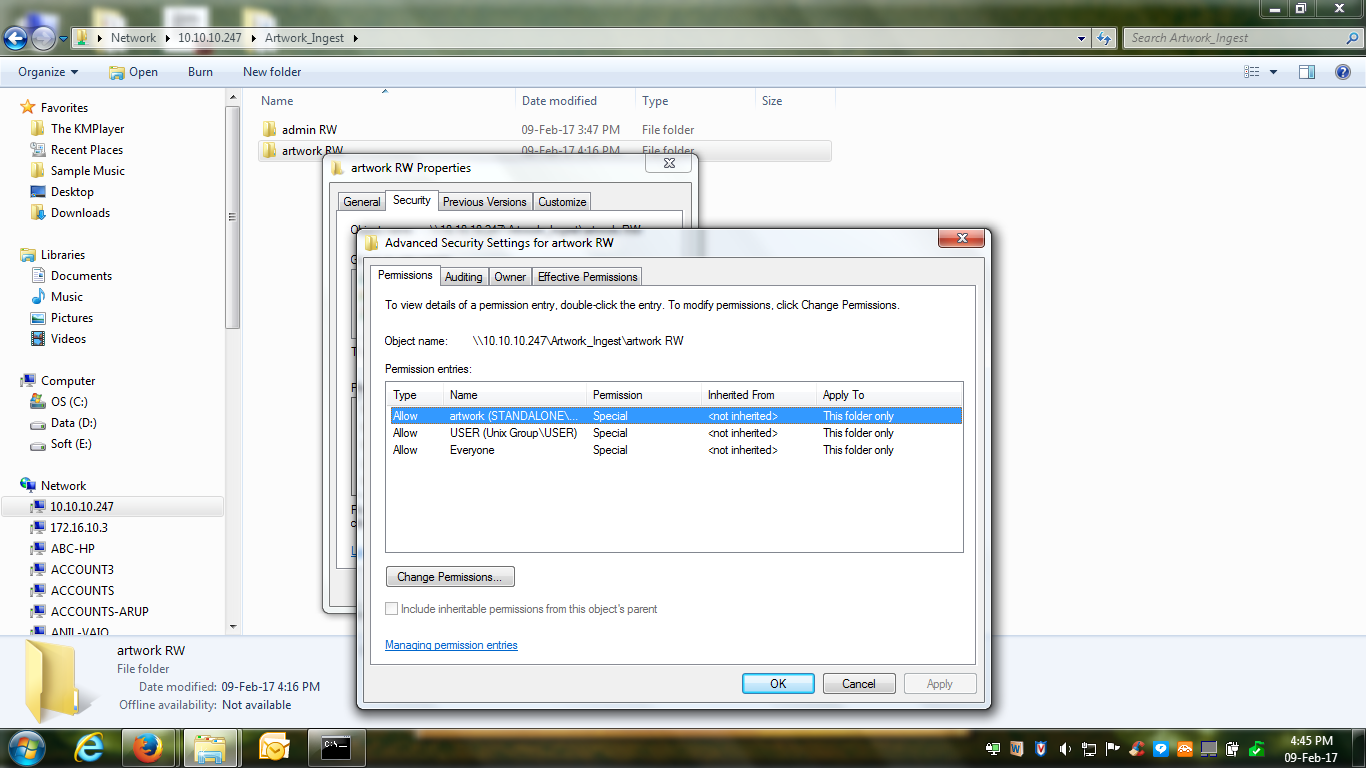 Network 10.10.10.247 Artwork_Ingest
Search Artwork_Ingest
Organize Open Burn New folder
Favorites
The KMPlayer
Recent Places
Sample Music
Desktop
Downloads
Libraries
Documents
Music
Pictures
Videos
Computer
OS (C:)
Data (D:)
Soft (E:)
Network
10.10.10.247
172.16.10.3
ABC-HP
ACCOUNT3
ACCOUNTS
ACCOUNTS-ARUP
ANIL-VAIO
Name Date modified Type Size
admin RW 09-Feb-17 3:47 PM File folder
artwork RW 09-Feb-17 4:16 PM File folder
artwork RW Properties
General Security Previous Versions Customize
Advanced Security Settings for artwork RW
Permissions Auditing Owner Effective Permissions
To view details of a permission entry, double-click the entry. To modify permissions, click Change Permissions.
Object name: \\10.10.10.247\Artwork_Ingest\artwork RW
Permission entries:
Type Name Permission Inherited From Apply To
Allow artwork (STANDALONE\... Special <not inherited> This folder only
Allow USER (Unix Group\USER) Special <not inherited> This folder only
Allow Everyone Special <not inherited> This folder only
Change Permissions...
Include inheritable permissions from this object's parent
Managing permission entries
OK Cancel Apply
artwork RW
File folder
Date modified: 09-Feb-17 4:16 PM
Offline availability: Not available
4:45 PM
09-Feb-17